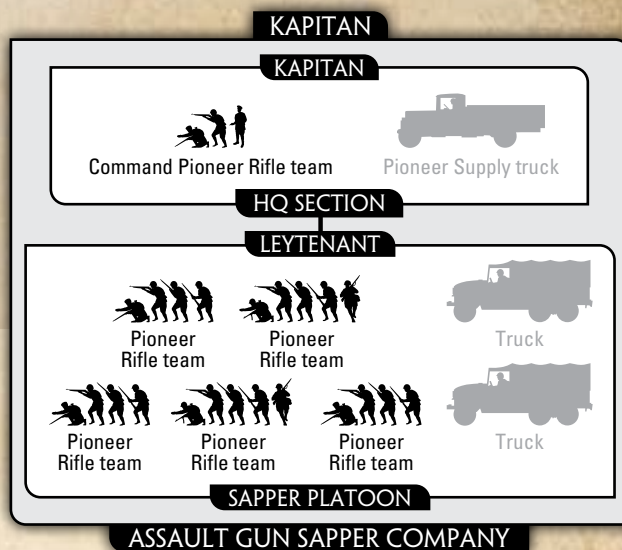 KAPITAN
KAPITAN
Command Pioneer Rifle team
Pioneer Supply truck
HQ SECTION
LEYTENANT
Pioneer
Rifle team
Pioneer
Rifle team
Truck
Pioneer
Rifle team
Pioneer
Rifle team
Pioneer
Rifle team
Truck
SAPPER PLATOON
ASSAULT GUN SAPPER COMPANY